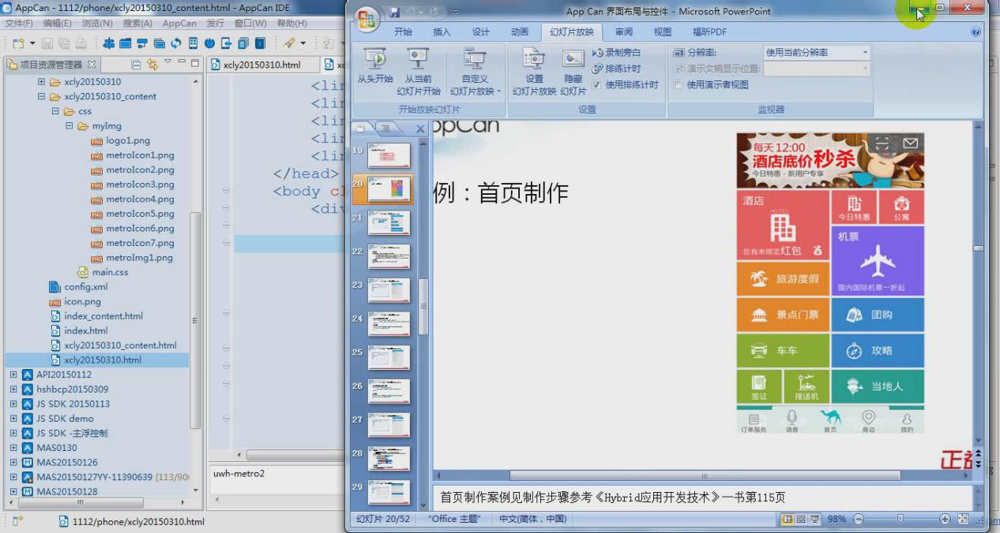 AppCan - 1112/phone/xcly20150310_content.html - AppCan IDE
文件(F) 编辑(E) 浏览(N) 搜索(A) AppCan 发行 窗口(W) 帮助(H)
项目资源管理器
xcly20150310
xcly20150310_content
css
myImg
logo1.png
metroIcon1.png
metroIcon2.png
metroIcon3.png
metroIcon4.png
metroIcon5.png
metroIcon6.png
metroIcon7.png
metroImg1.png
main.css
config.xml
icon.png
index_content.html
index.html
xcly20150310_content.html
xcly20150310.html
API20150112
hshbcp20150309
JS SDK 20150113
JS SDK demo
JS SDK -主浮控制
MAS0130
MAS20150126
MAS20150127YY-11390639 [113/90
MAS20150128
1112/phone/xcly20150310.html
xcly20150310.html
xc
<lin
<lin
<lin
<lin
<lin
</head>
<body cl
<div
uwh-metro2
App Can 界面布局与控件 - Microsoft PowerPoint
开始 插入 设计 动画 幻灯片放映 审阅 视图 福昕PDF
从头开始
从当前
幻灯片开始
自定义
幻灯片放映
开始放映幻灯片
设置
幻灯片放映
隐藏
幻灯片
录制旁白
排练计时
使用排练计时
设置
分辨率:
使用当前分辨率
演示文稿显示位置:
使用演示者视图
监视器
19
20
21
22
23
24
25
26
27
28
29
ppCan
例：首页制作
每天 12:00
酒店底价秒杀
今日特惠 - 新用户专享
酒店
HOTEL
您有未绑定红包
今日特惠
公寓
机票
国内国际机票一折起
旅游度假
景点门票
团购
车车
攻略
签证
接送机
当地人
订单服务
语音
首页
身边
我的
首页制作案例见制作步骤参考《Hybrid应用开发技术》一书第115页
幻灯片 20/52 "Office 主题" 中文(简体，中国)
98%